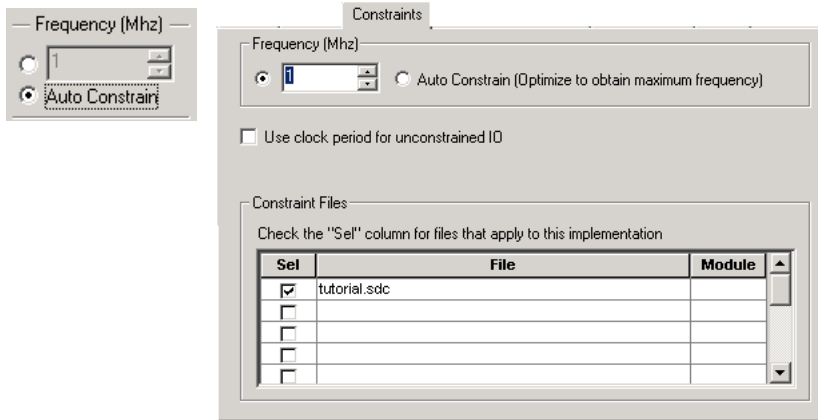 Frequency (Mhz)
1
Auto Constrain
Constraints
Frequency (Mhz)
1
Auto Constrain (Optimize to obtain maximum frequency)
Use clock period for unconstrained IO
Constraint Files
Check the "Sel" column for files that apply to this implementation
Sel File Module
tutorial.sdc